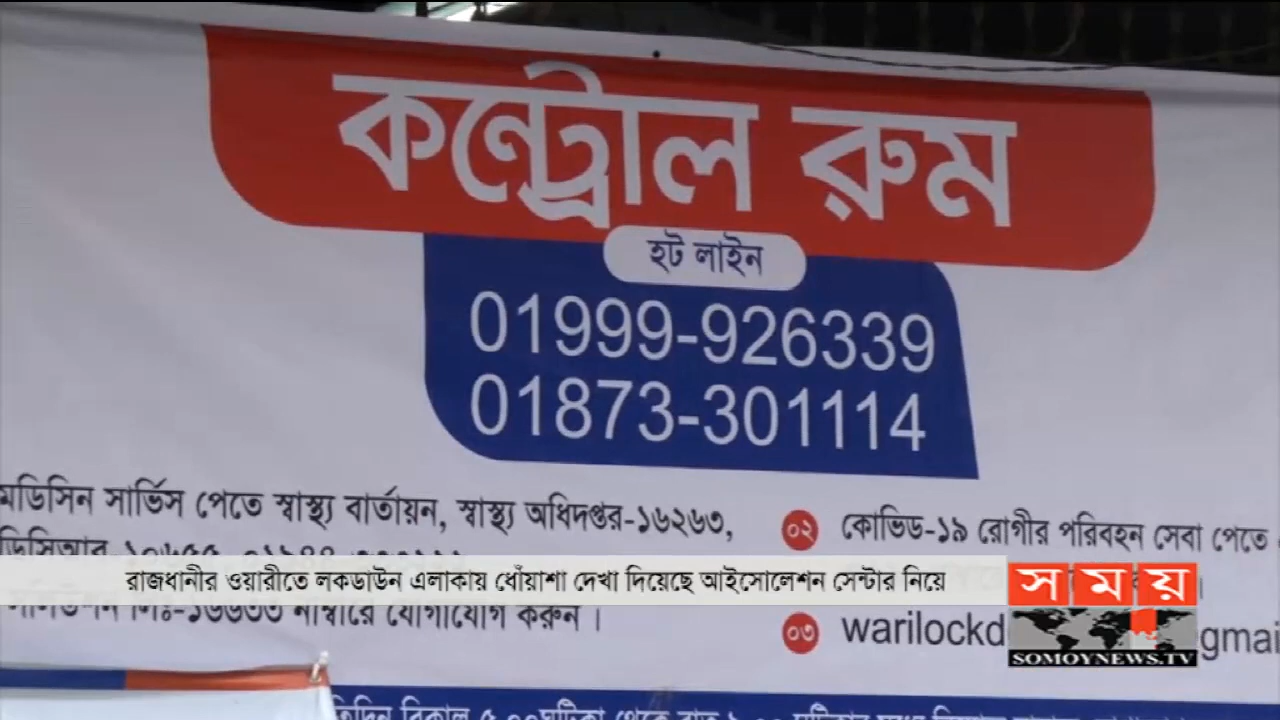 কন্ট্রোল রুম
হট লাইন
01999-926339
01873-301114
মডিসিন সার্ভিস পেতে স্বাস্থ্য বার্তায়ন, স্বাস্থ্য অধিদপ্তর-১৬২৬৩,
০২ কোভিড-১৯ রোগীর পরিবহন সেবা পেতে
রাজধানীর ওয়ারীতে লকডাউন এলাকায় ধোঁয়াশা দেখা দিয়েছে আইসোলেশন সেন্টার নিয়ে
সময়
নাম্বারে যোগাযোগ করুন ।
০৩ warilockd gmai
SOMOYNEWS.TV